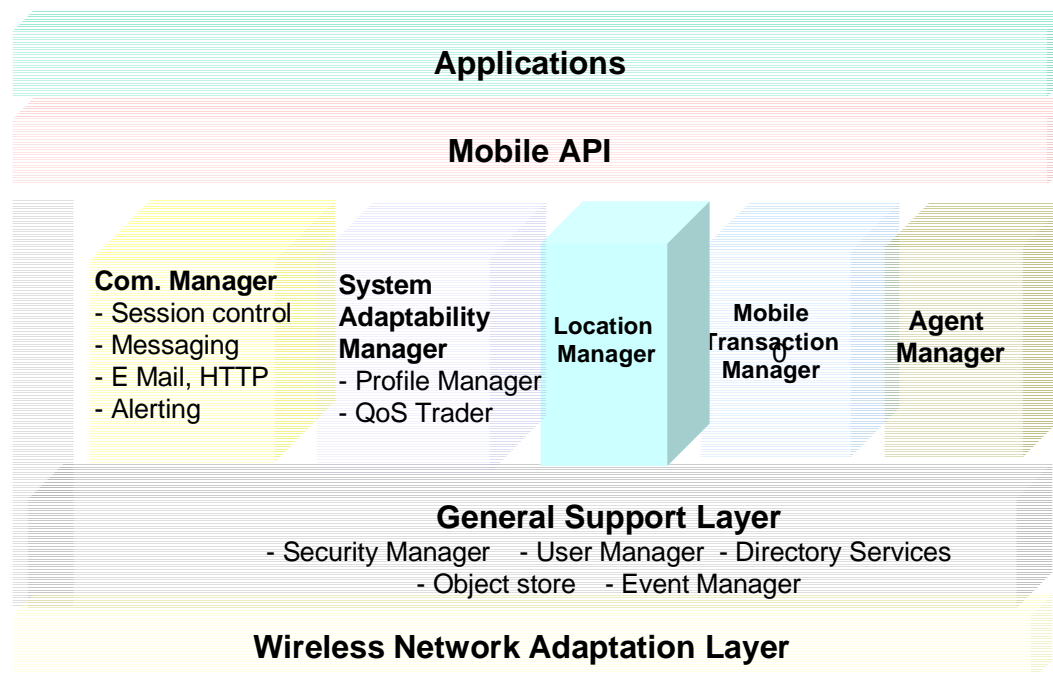 Applications
Mobile API
Com. Manager
- Session control
- Messaging
- E Mail, HTTP
- Alerting
System
Adaptability
Manager
- Profile Manager
- QoS Trader
Location
Manager
Mobile
Transaction
0
Manager
Agent
Manager
General Support Layer
- Security Manager - User Manager - Directory Services
- Object store - Event Manager
Wireless Network Adaptation Layer